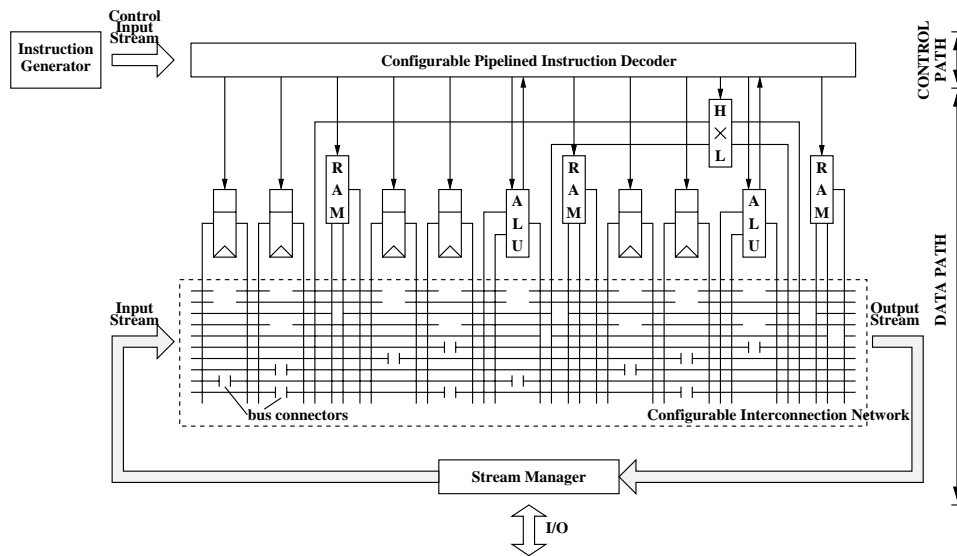 Control
Input
Stream
Instruction
Generator
Configurable Pipelined Instruction Decoder
CONTROL
PATH
H
×
L
R
A
M
R
A
M
R
A
M
A
L
U
A
L
U
DATA PATH
Input
Stream
Output
Stream
bus connectors
Configurable Interconnection Network
Stream Manager
I/O